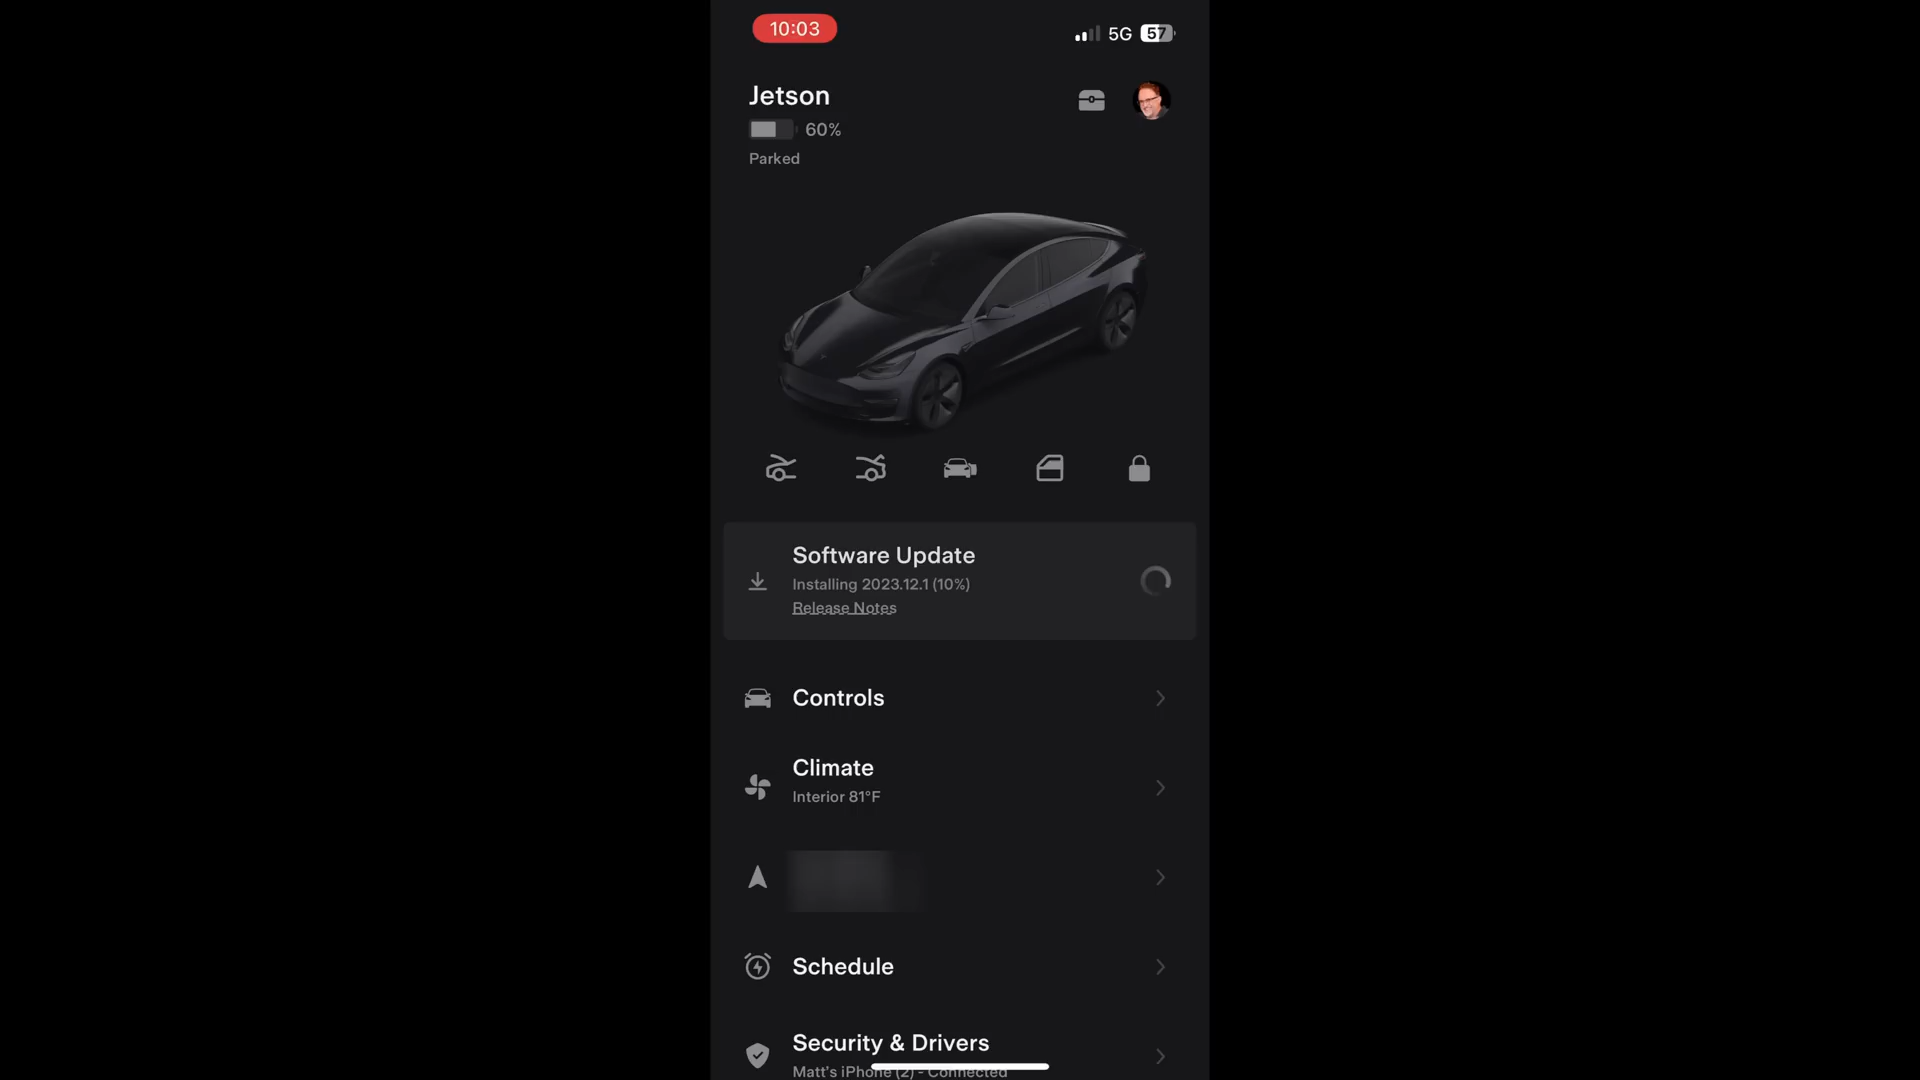 10:03
5G 57
Jetson
60%
Parked
Software Update
Installing 2023.12.1 (10%)
Release Notes
Controls
Climate
Interior 81°F
Schedule
Security & Drivers
Matt's iPhone (2) - Connected